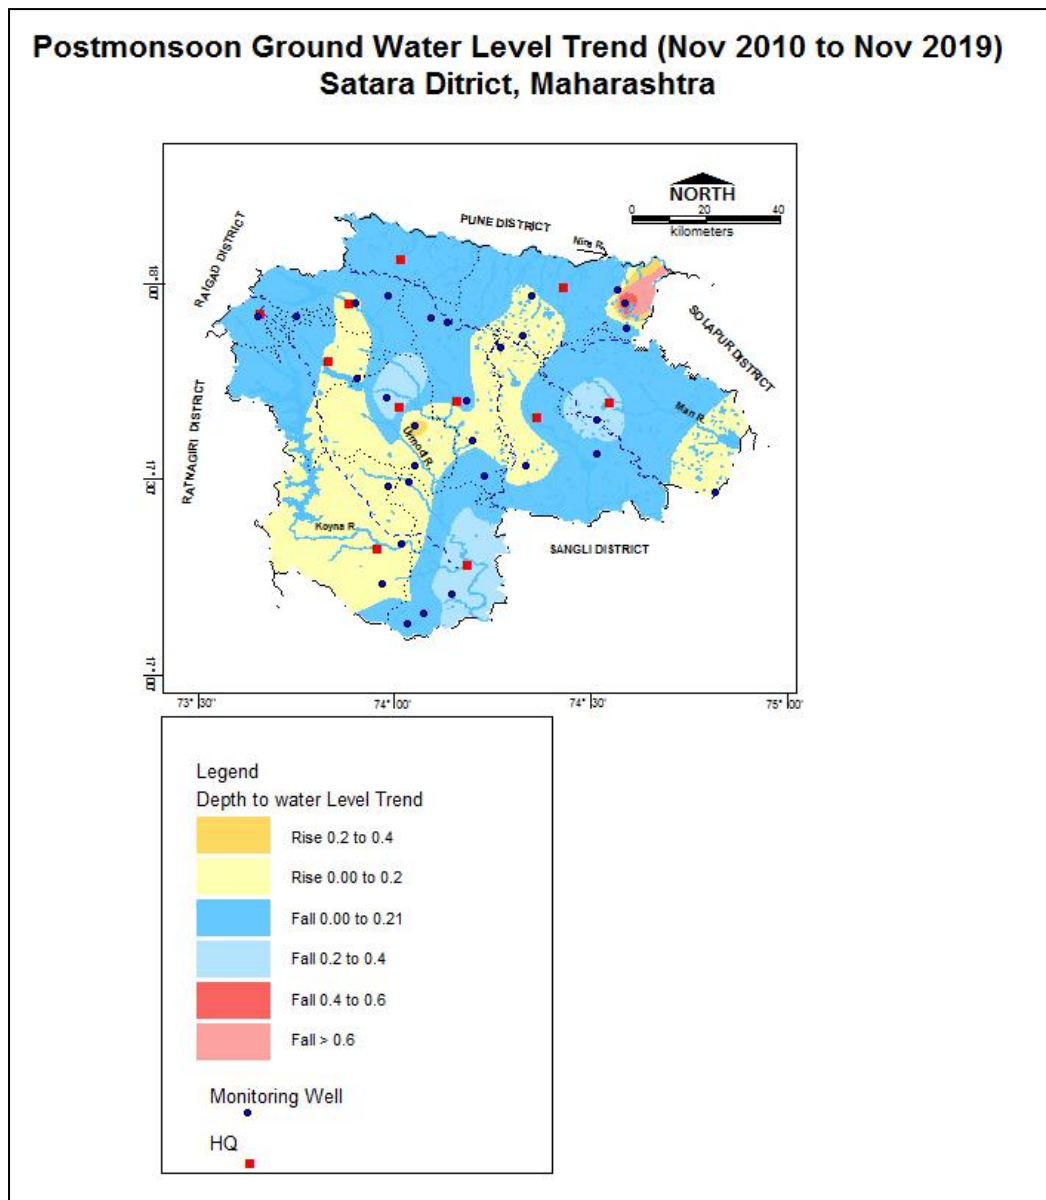 Postmonsoon Ground Water Level Trend (Nov 2010 to Nov 2019)
Satara Ditrict, Maharashtra
NORTH
0 20 40
kilometers
PUNE DISTRICT
Nira R.
RAIGAD DISTRICT
18° 00'
SOLAPUR DISTRICT
Man R.
RATNAGIRI DISTRICT
Urmodi R.
17° 30'
Koyna R.
SANGLI DISTRICT
17° 00'
73° 30' 74° 00' 74° 30' 75° 00'
Legend
Depth to water Level Trend
Rise 0.2 to 0.4
Rise 0.00 to 0.2
Fall 0.00 to 0.21
Fall 0.2 to 0.4
Fall 0.4 to 0.6
Fall > 0.6
Monitoring Well
HQ